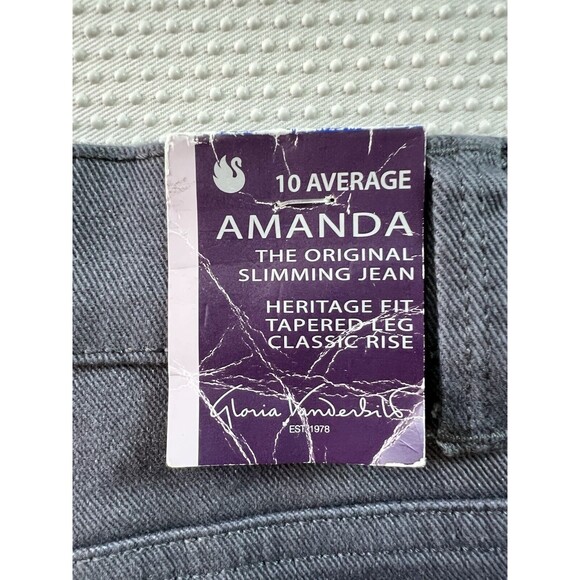 10 AVERAGE
AMANDA
THE ORIGINAL
SLIMMING JEAN
HERITAGE FIT
TAPERED LEG
CLASSIC RISE
Gloria Vanderbilt
EST. 1978